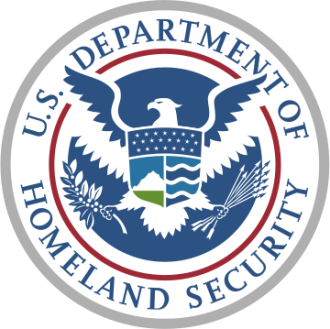 U.S. DEPARTMENT OF
HOMELAND SECURITY